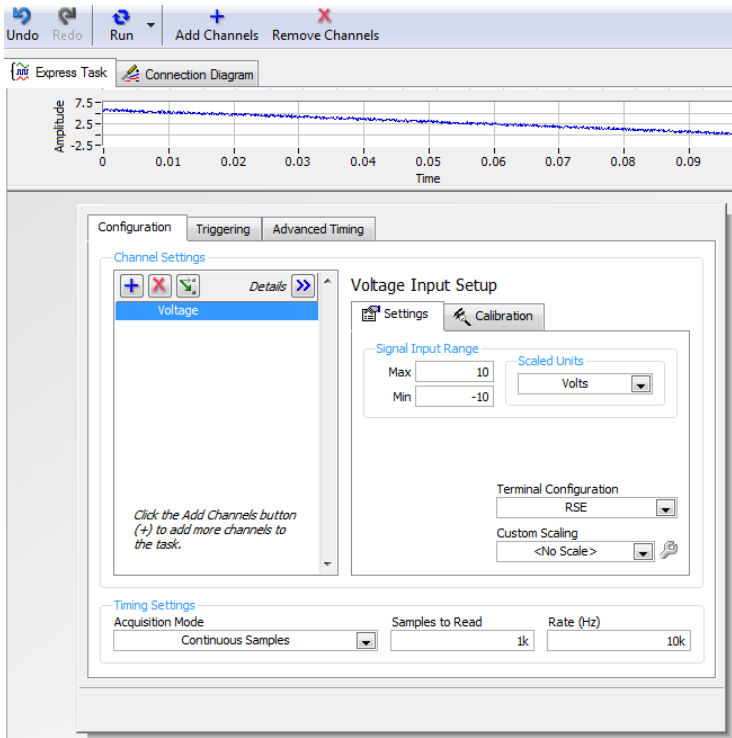 Undo Redo Run Add Channels Remove Channels
Express Task Connection Diagram
Amplitude
7.5
2.5
-2.5
0 0.01 0.02 0.03 0.04 0.05 0.06 0.07 0.08 0.09
Time
Configuration Triggering Advanced Timing
Channel Settings
Details
Voltage
Click the Add Channels button
(+) to add more channels to
the task.
Voltage Input Setup
Settings Calibration
Signal Input Range
Max 10
Min -10
Scaled Units
Volts
Terminal Configuration
RSE
Custom Scaling
<No Scale>
Timing Settings
Acquisition Mode Samples to Read Rate (Hz)
Continuous Samples 1k 10k